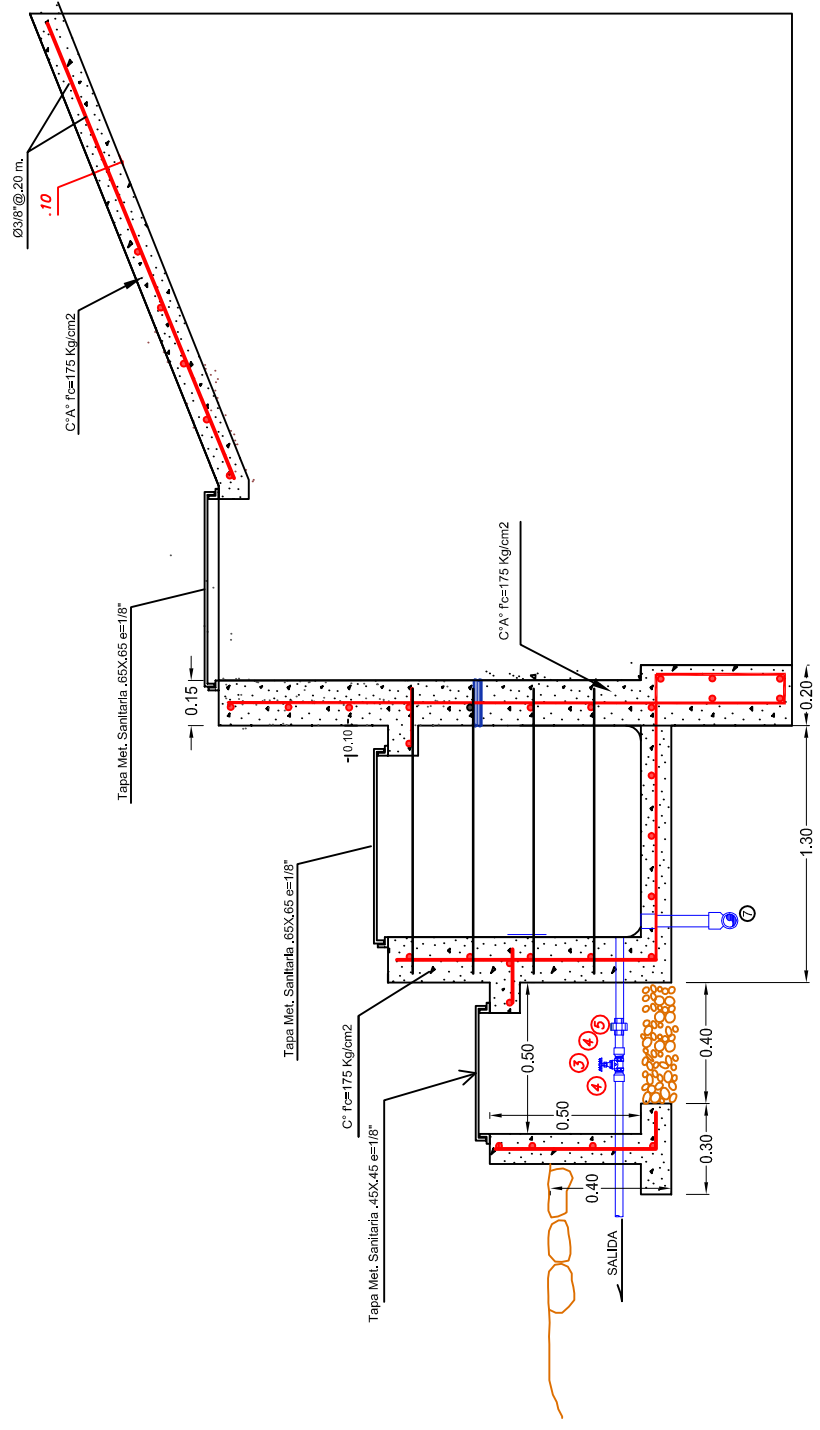 Ø3/8"@.20 m.
.10
C°A° f'c=175 Kg/cm2
Tapa Met. Sanitaria .65X.65 e=1/8"
0.15
C°A° f'c=175 Kg/cm2
0.10
0.20
Tapa Met. Sanitaria .65X.65 e=1/8"
1.30
7
C° f'c=175 Kg/cm2
Tapa Met. Sanitaria .45X.45 e=1/8"
0.50
5
4
3
4
0.50
0.40
0.40
0.30
SALIDA